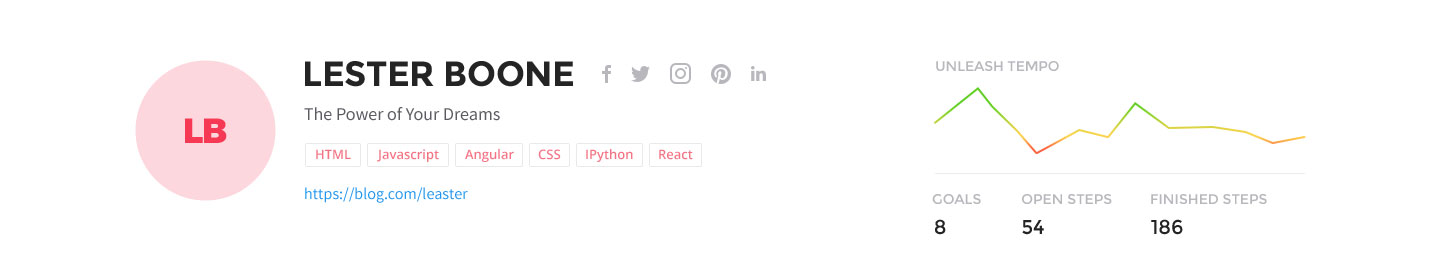 LB
LESTER BOONE
The Power of Your Dreams
HTML Javascript Angular CSS IPython React
https://blog.com/leaster
UNLEASH TEMPO
GOALS OPEN STEPS FINISHED STEPS
8 54 186